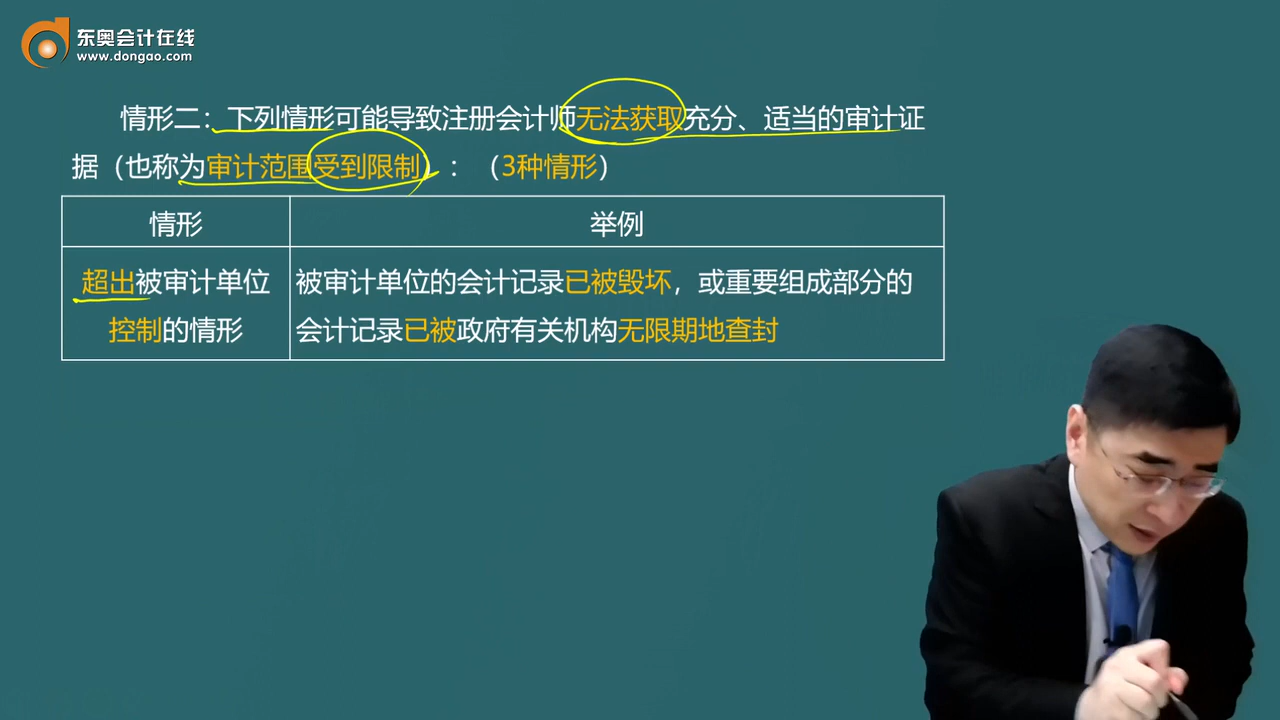 东奥会计在线
www.dongao.com
情形二：下列情形可能导致注册会计师无法获取充分、适当的审计证
据（也称为审计范围受到限制）：（3种情形）
情形
举例
超出被审计单位
控制的情形
被审计单位的会计记录已被毁坏，或重要组成部分的
会计记录已被政府有关机构无限期地查封